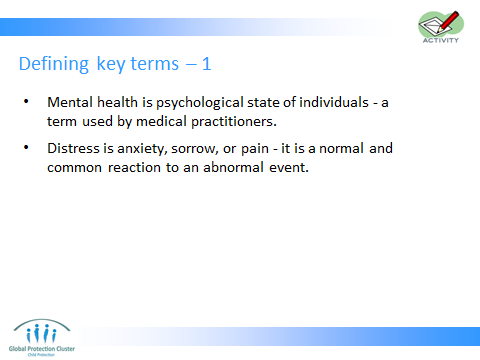 ACTIVITY
Defining key terms – 1
• Mental health is psychological state of individuals - a
term used by medical practitioners.
• Distress is anxiety, sorrow, or pain - it is a normal and
common reaction to an abnormal event.
Global Protection Cluster
Child Protection